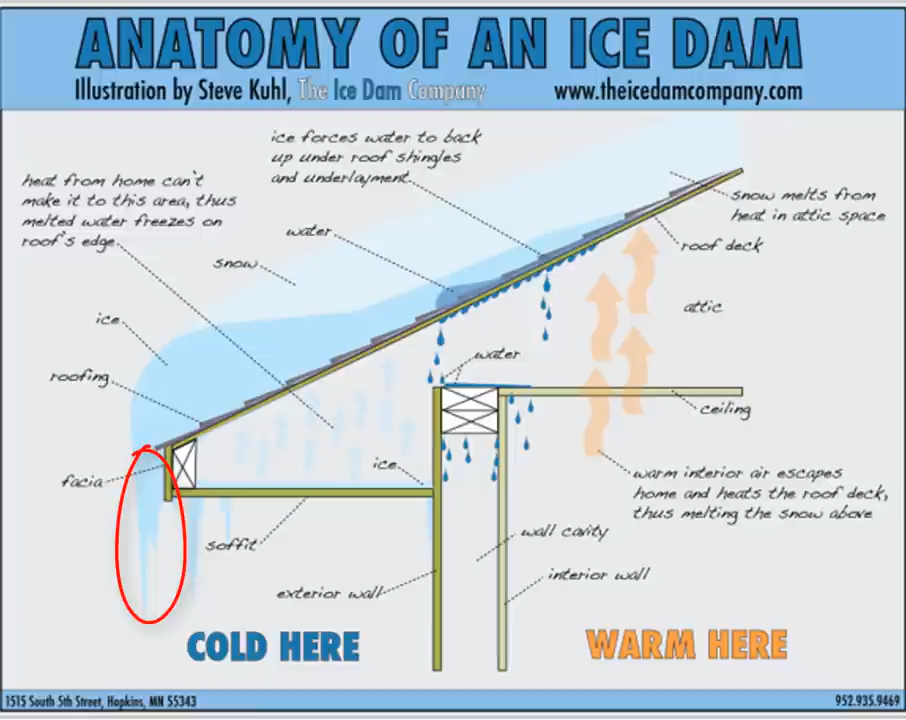 ANATOMY OF AN ICE DAM
Illustration by Steve Kuhl, The Ice Dam Company
www.theicedamcompany.com
ice forces water to back
up under roof shingles
and underlayment
heat from home can't
make it to this area, thus
melted water freezes on
roof's edge
snow melts from
heat in attic space
water
roof deck
snow
attic
ice
water
roofing
ceiling
ice
facia
warm interior air escapes
home and heats the roof deck,
thus melting the snow above
wall cavity
soffit
interior wall
exterior wall
COLD HERE
WARM HERE
1515 South 5th Street, Hopkins, MN 55343
952.935.9469